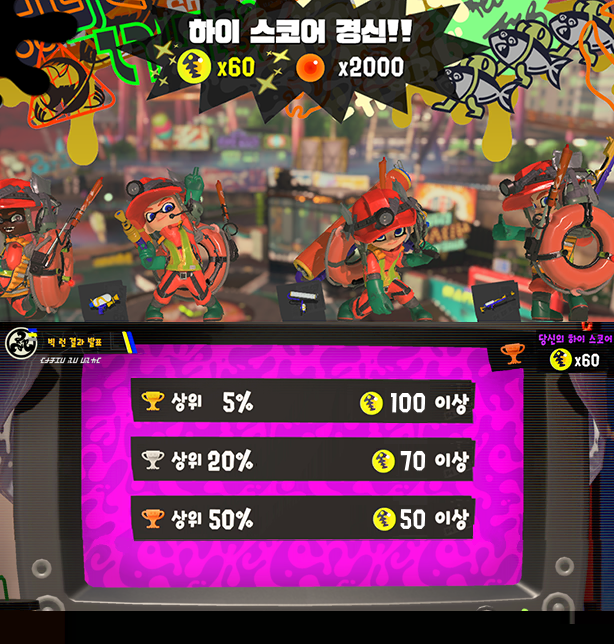 하이 스코어 경신!!
x60 x2000
빅 런 결과 발표
당신의 하이 스코어
x60
상위 5% 100 이상
상위 20% 70 이상
상위 50% 50 이상